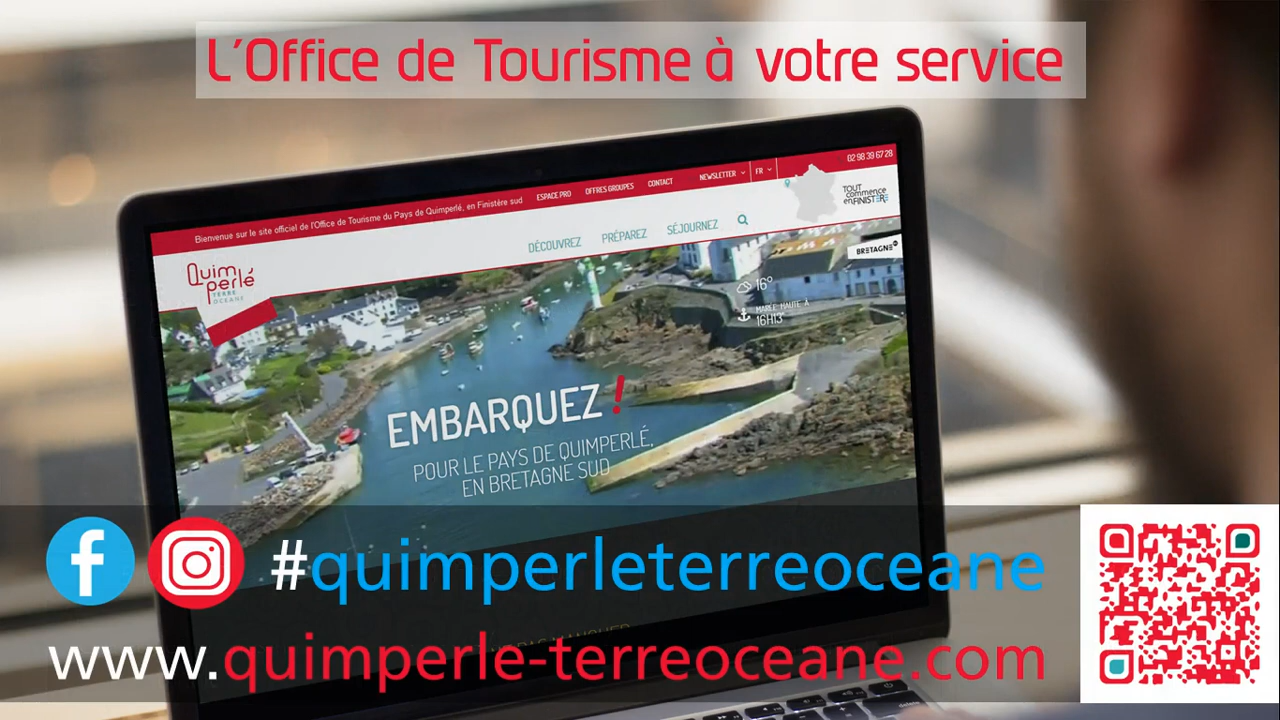 L'Office de Tourisme à votre service
Bienvenue sur le site officiel de l'Office de Tourisme du Pays de Quimperlé, en Finistère sud
ESPACE PRO
OFFRES GROUPES
CONTACT
NEWSLETTER
FR
02 98 39 67 28
Quim
perlé
TERRE
OCÉANE
DÉCOUVREZ
PRÉPAREZ
SÉJOURNEZ
TOUT
commence
en FINISTÈRE
BRETAGNE
16°
MARÉE HAUTE À
16H13
EMBARQUEZ !
POUR LE PAYS DE QUIMPERLÉ,
EN BRETAGNE SUD
#quimperleterreoceane
www.quimperle-terreoceane.com